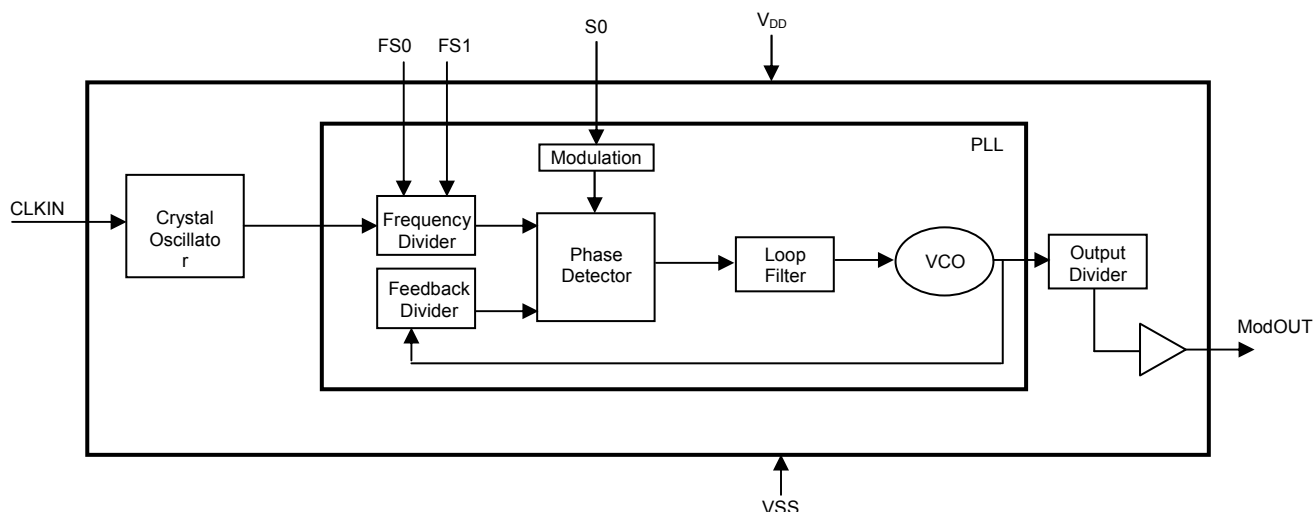 S0
VDD
FS0
FS1
PLL
Modulation
CLKIN
Crystal
Oscillato
r
Frequency
Divider
Phase
Detector
Loop
Filter
VCO
Output
Divider
Feedback
Divider
ModOUT
VSS